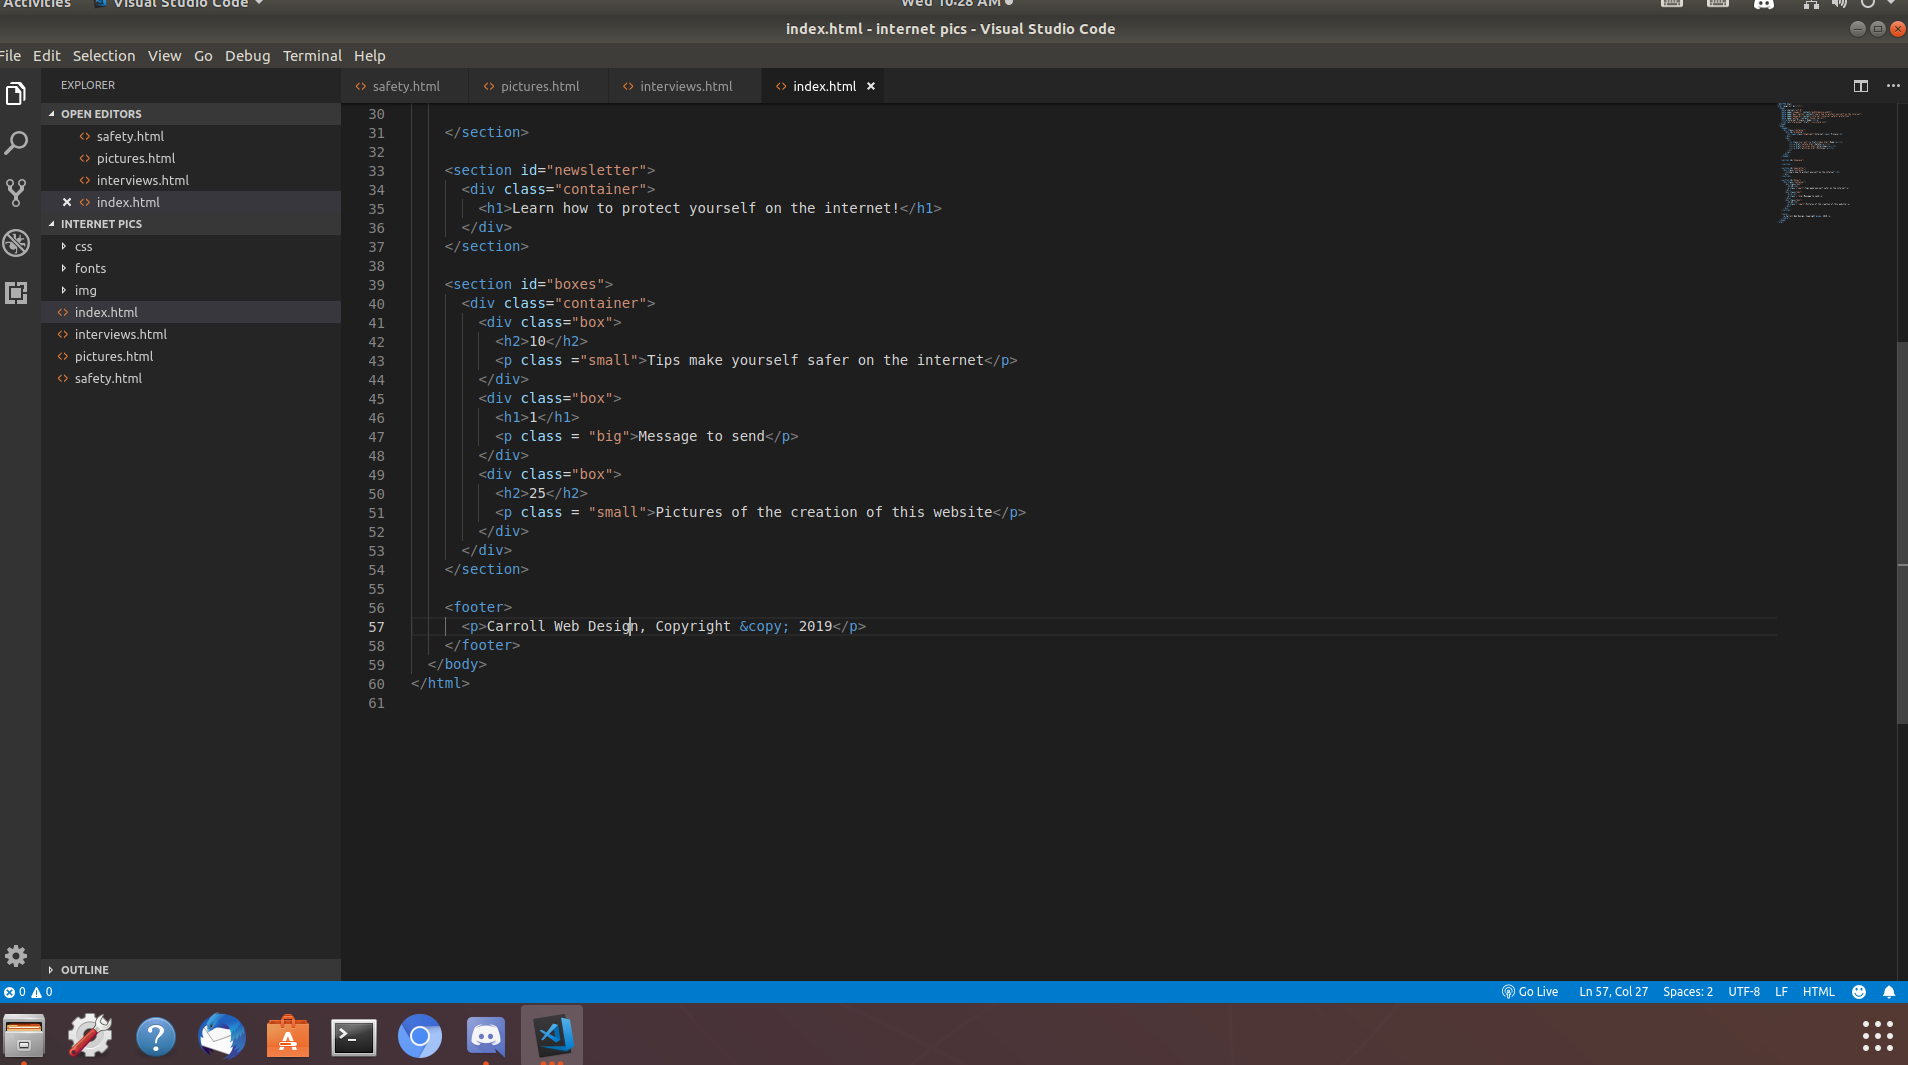 Activities Visual Studio Code Wed 10:28 AM
index.html - internet pics - Visual Studio Code
File Edit Selection View Go Debug Terminal Help
EXPLORER
OPEN EDITORS
safety.html
pictures.html
interviews.html
index.html
INTERNET PICS
css
fonts
img
index.html
interviews.html
pictures.html
safety.html
OUTLINE
safety.html pictures.html interviews.html index.html
30
31 </section>
32
33 <section id="newsletter">
34 <div class="container">
35 <h1>Learn how to protect yourself on the internet!</h1>
36 </div>
37 </section>
38
39 <section id="boxes">
40 <div class="container">
41 <div class="box">
42 <h2>10</h2>
43 <p class ="small">Tips make yourself safer on the internet</p>
44 </div>
45 <div class="box">
46 <h1>1</h1>
47 <p class = "big">Message to send</p>
48 </div>
49 <div class="box">
50 <h2>25</h2>
51 <p class = "small">Pictures of the creation of this website</p>
52 </div>
53 </div>
54 </section>
55
56 <footer>
57 <p>Carroll Web Design, Copyright &copy; 2019</p>
58 </footer>
59 </body>
60 </html>
61
0 0 Go Live Ln 57, Col 27 Spaces: 2 UTF-8 LF HTML